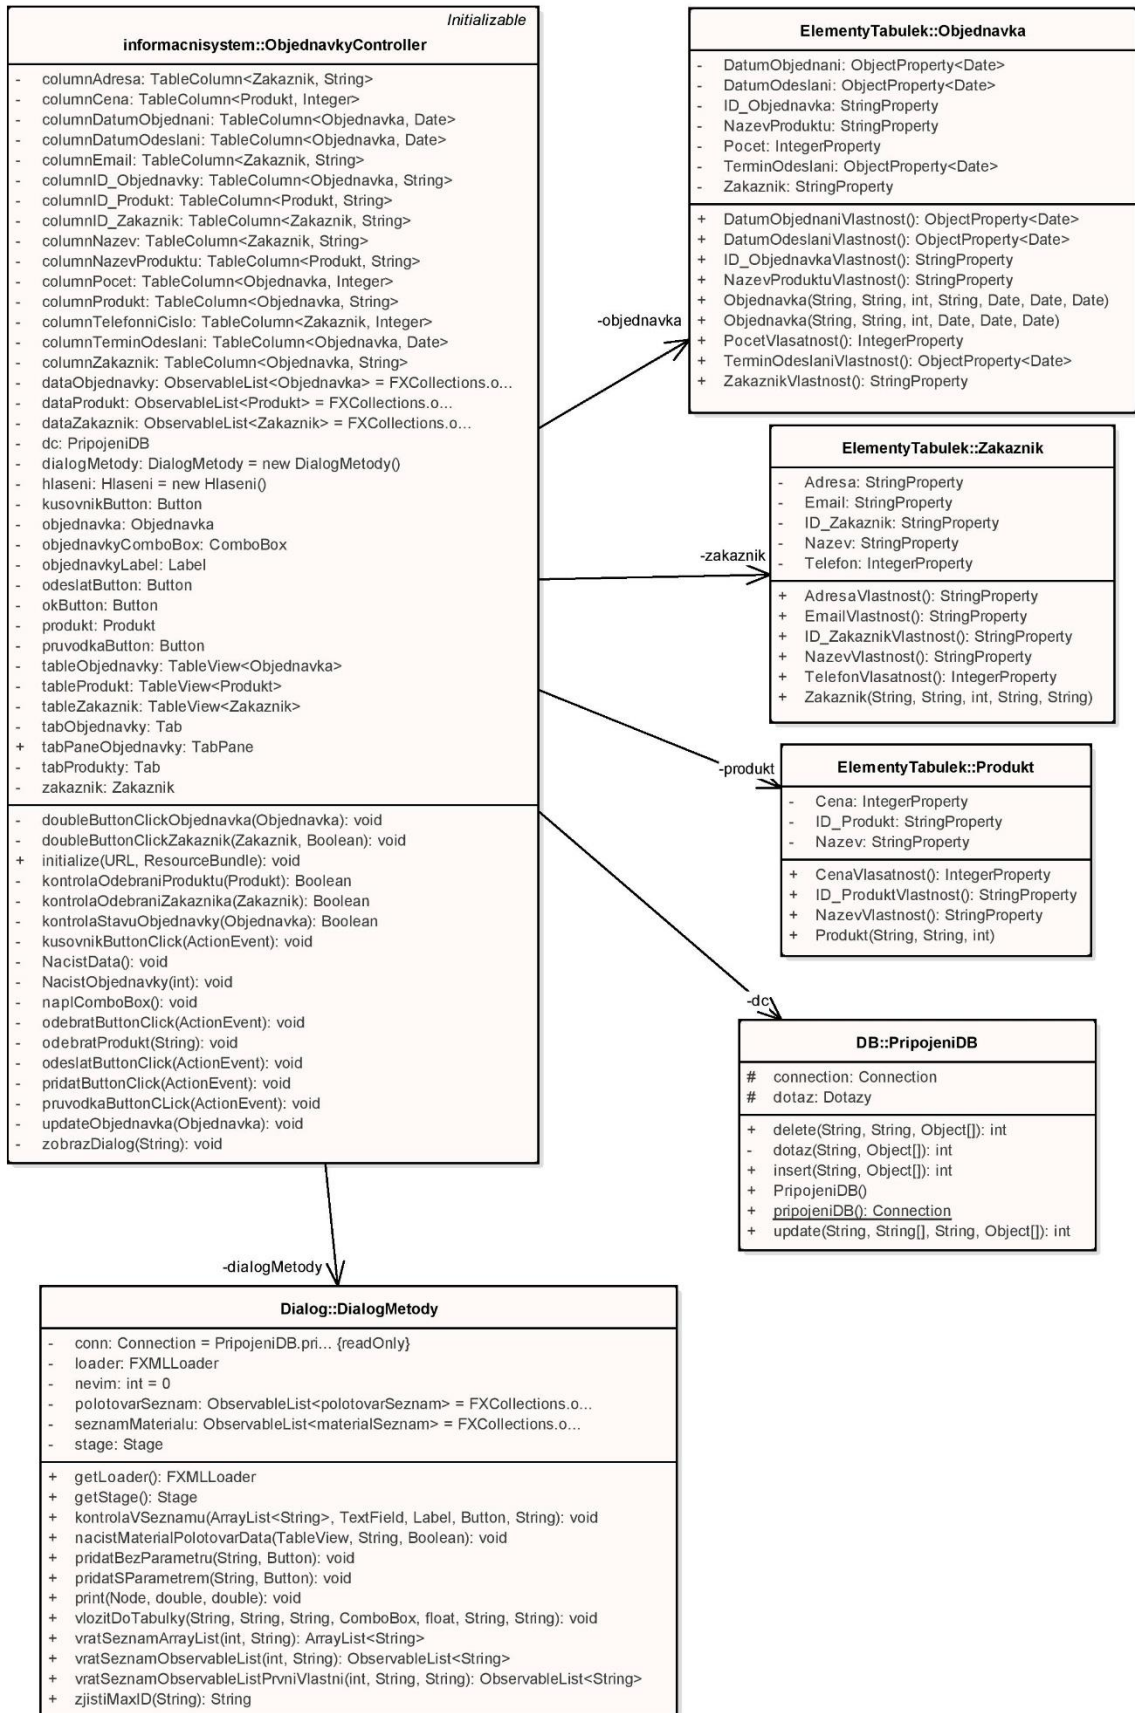 Initializable
informacnisystem::ObjednavkyController
- columnAdresa: TableColumn<Zakaznik, String>
- columnCena: TableColumn<Produkt, Integer>
- columnDatumObjednani: TableColumn<Objednavka, Date>
- columnDatumOdeslani: TableColumn<Objednavka, Date>
- columnEmail: TableColumn<Zakaznik, String>
- columnID_Objednavky: TableColumn<Objednavka, String>
- columnID_Produkt: TableColumn<Produkt, String>
- columnID_Zakaznik: TableColumn<Zakaznik, String>
- columnNazev: TableColumn<Zakaznik, String>
- columnNazevProduktu: TableColumn<Produkt, String>
- columnPocet: TableColumn<Objednavka, Integer>
- columnProdukt: TableColumn<Objednavka, String>
- columnTelefonniCislo: TableColumn<Zakaznik, Integer>
- columnTerminOdeslani: TableColumn<Objednavka, Date>
- columnZakaznik: TableColumn<Objednavka, String>
- dataObjednavky: ObservableList<Objednavka> = FXCollections.o...
- dataProdukt: ObservableList<Produkt> = FXCollections.o...
- dataZakaznik: ObservableList<Zakaznik> = FXCollections.o...
- dc: PripojeniDB
- dialogMetody: DialogMetody = new DialogMetody()
- hlaseni: Hlaseni = new Hlaseni()
- kusovnikButton: Button
- objednavka: Objednavka
- objednavkyComboBox: ComboBox
- objednavkyLabel: Label
- odeslatButton: Button
- okButton: Button
- produkt: Produkt
- pruvodkaButton: Button
- tableObjednavky: TableView<Objednavka>
- tableProdukt: TableView<Produkt>
- tableZakaznik: TableView<Zakaznik>
- tabObjednavky: Tab
+ tabPaneObjednavky: TabPane
- tabProdukty: Tab
- zakaznik: Zakaznik
- doubleButtonClickObjednavka(Objednavka): void
- doubleButtonClickZakaznik(Zakaznik, Boolean): void
+ initialize(URL, ResourceBundle): void
- kontrolaOdebraniProduktu(Produkt): Boolean
- kontrolaOdebraniZakaznika(Zakaznik): Boolean
- kontrolaStavuObjednavky(Objednavka): Boolean
- kusovnikButtonClick(ActionEvent): void
- NacistData(): void
- NacistObjednavky(int): void
- naplComboBox(): void
- odebratButtonClick(ActionEvent): void
- odebratProdukt(String): void
- odeslatButtonClick(ActionEvent): void
- pridatButtonClick(ActionEvent): void
- pruvodkaButtonCLick(ActionEvent): void
- updateObjednavka(Objednavka): void
- zobrazDialog(String): void
-objednavka
ElementyTabulek::Objednavka
- DatumObjednani: ObjectProperty<Date>
- DatumOdeslani: ObjectProperty<Date>
- ID_Objednavka: StringProperty
- NazevProduktu: StringProperty
- Pocet: IntegerProperty
- TerminOdeslani: ObjectProperty<Date>
- Zakaznik: StringProperty
+ DatumObjednaniVlastnost(): ObjectProperty<Date>
+ DatumOdeslaniVlastnost(): ObjectProperty<Date>
+ ID_ObjednavkaVlastnost(): StringProperty
+ NazevProduktuVlastnost(): StringProperty
+ Objednavka(String, String, int, String, Date, Date, Date)
+ Objednavka(String, String, int, Date, Date, Date)
+ PocetVlasatnost(): IntegerProperty
+ TerminOdeslaniVlastnost(): ObjectProperty<Date>
+ ZakaznikVlastnost(): StringProperty
-zakaznik
ElementyTabulek::Zakaznik
- Adresa: StringProperty
- Email: StringProperty
- ID_Zakaznik: StringProperty
- Nazev: StringProperty
- Telefon: IntegerProperty
+ AdresaVlastnost(): StringProperty
+ EmailVlastnost(): StringProperty
+ ID_ZakaznikVlastnost(): StringProperty
+ NazevVlastnost(): StringProperty
+ TelefonVlasatnost(): IntegerProperty
+ Zakaznik(String, String, int, String, String)
-produkt
ElementyTabulek::Produkt
- Cena: IntegerProperty
- ID_Produkt: StringProperty
- Nazev: StringProperty
+ CenaVlasatnost(): IntegerProperty
+ ID_ProduktVlastnost(): StringProperty
+ NazevVlastnost(): StringProperty
+ Produkt(String, String, int)
-dc
DB::PripojeniDB
# connection: Connection
# dotaz: Dotazy
+ delete(String, String, Object[]): int
- dotaz(String, Object[]): int
+ insert(String, Object[]): int
+ PripojeniDB()
+ pripojeniDB(): Connection
+ update(String, String[], String, Object[]): int
-dialogMetody
Dialog::DialogMetody
- conn: Connection = PripojeniDB.pri... {readOnly}
- loader: FXMLLoader
- nevim: int = 0
- polotovarSeznam: ObservableList<polotovarSeznam> = FXCollections.o...
- seznamMaterialu: ObservableList<materialSeznam> = FXCollections.o...
- stage: Stage
+ getLoader(): FXMLLoader
+ getStage(): Stage
+ kontrolaVSeznamu(ArrayList<String>, TextField, Label, Button, String): void
+ nacistMaterialPolotovarData(TableView, String, Boolean): void
+ pridatBezParametru(String, Button): void
+ pridatSParametrem(String, Button): void
+ print(Node, double, double): void
+ vlozitDoTabulky(String, String, String, ComboBox, float, String, String): void
+ vratSeznamArrayList(int, String): ArrayList<String>
+ vratSeznamObservableList(int, String): ObservableList<String>
+ vratSeznamObservableListPrvniVlastni(int, String, String): ObservableList<String>
+ zjistiMaxID(String): String